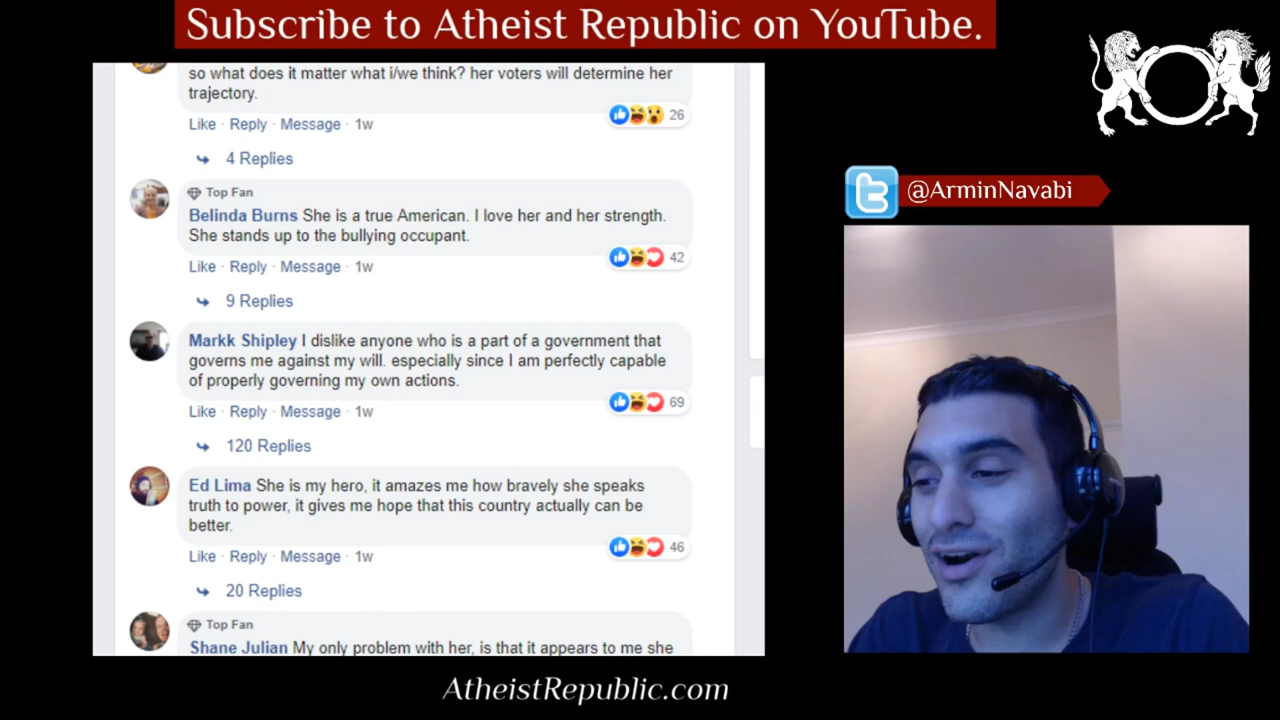 Subscribe to Atheist Republic on YouTube.
so what does it matter what i/we think? her voters will determine her
trajectory.
26
Like · Reply · Message · 1w
4 Replies
Top Fan
Belinda Burns She is a true American. I love her and her strength.
She stands up to the bullying occupant.
42
Like · Reply · Message · 1w
9 Replies
Markk Shipley I dislike anyone who is a part of a government that
governs me against my will. especially since I am perfectly capable
of properly governing my own actions.
69
Like · Reply · Message · 1w
120 Replies
Ed Lima She is my hero, it amazes me how bravely she speaks
truth to power, it gives me hope that this country actually can be
better.
46
Like · Reply · Message · 1w
20 Replies
Top Fan
Shane Julian My only problem with her, is that it appears to me she
@ArminNavabi
AtheistRepublic.com